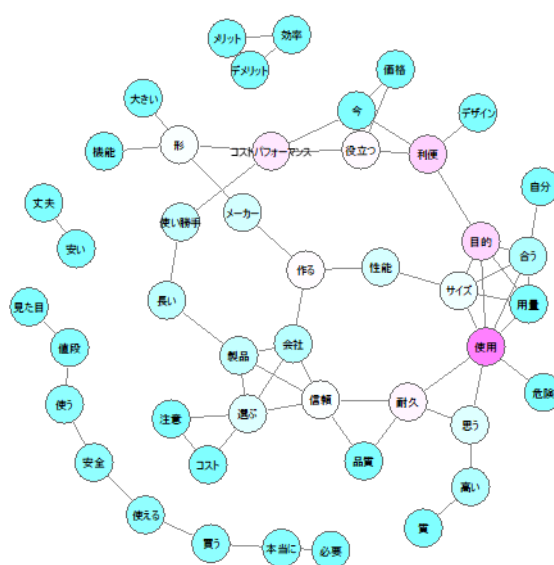 メリット
効率
デメリット
価格
大きい
今
デザイン
機能
形
コストパフォーマンス
役立つ
利便
自分
丈夫
使い勝手
メーカー
目的
安い
合う
作る
性能
サイズ
長い
用量
見た目
値段
製品
会社
使用
使う
注意
選ぶ
信頼
耐久
危険
思う
安全
コスト
品質
高い
使える
質
買う
本当に
必要